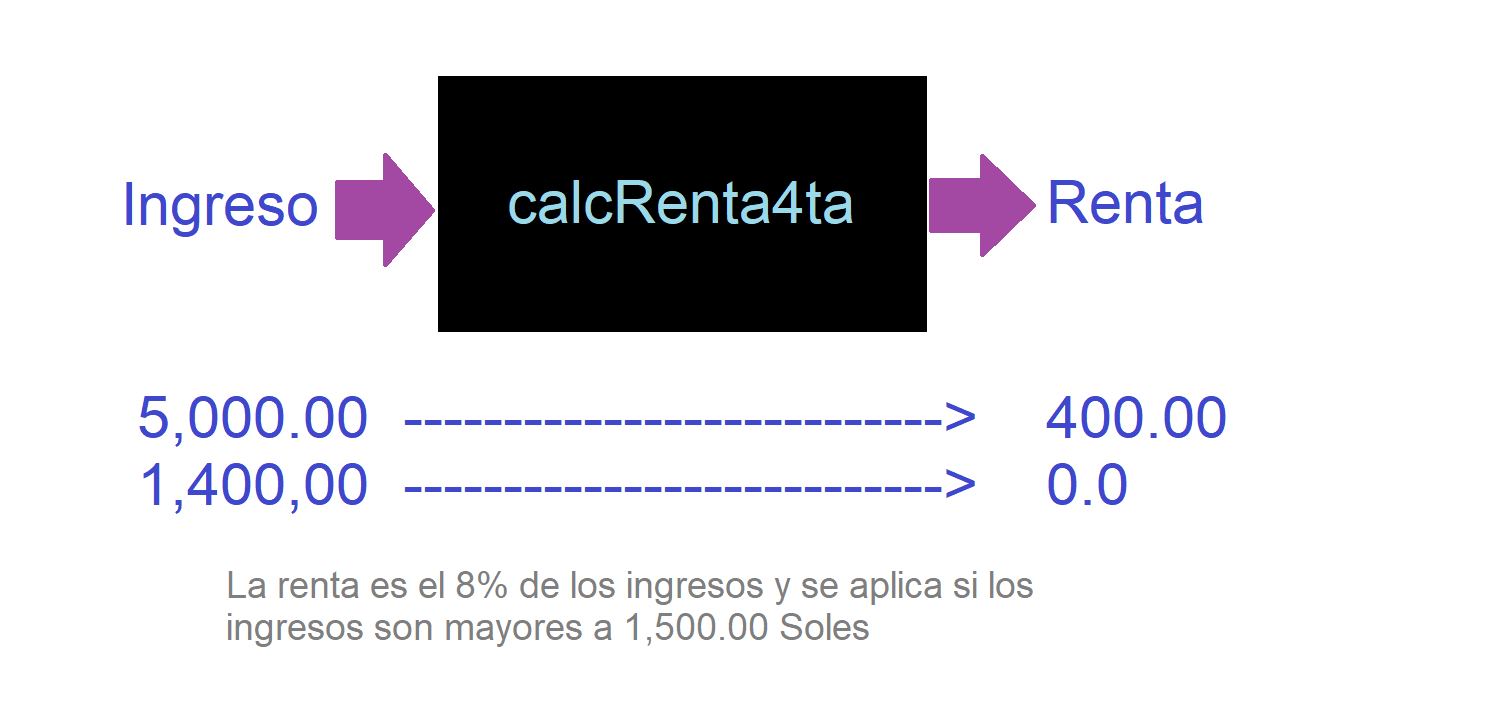 Ingreso calcRenta4ta Renta
5,000.00 ---------------------------> 400.00
1,400,00 ---------------------------> 0.0
La renta es el 8% de los ingresos y se aplica si los
ingresos son mayores a 1,500.00 Soles